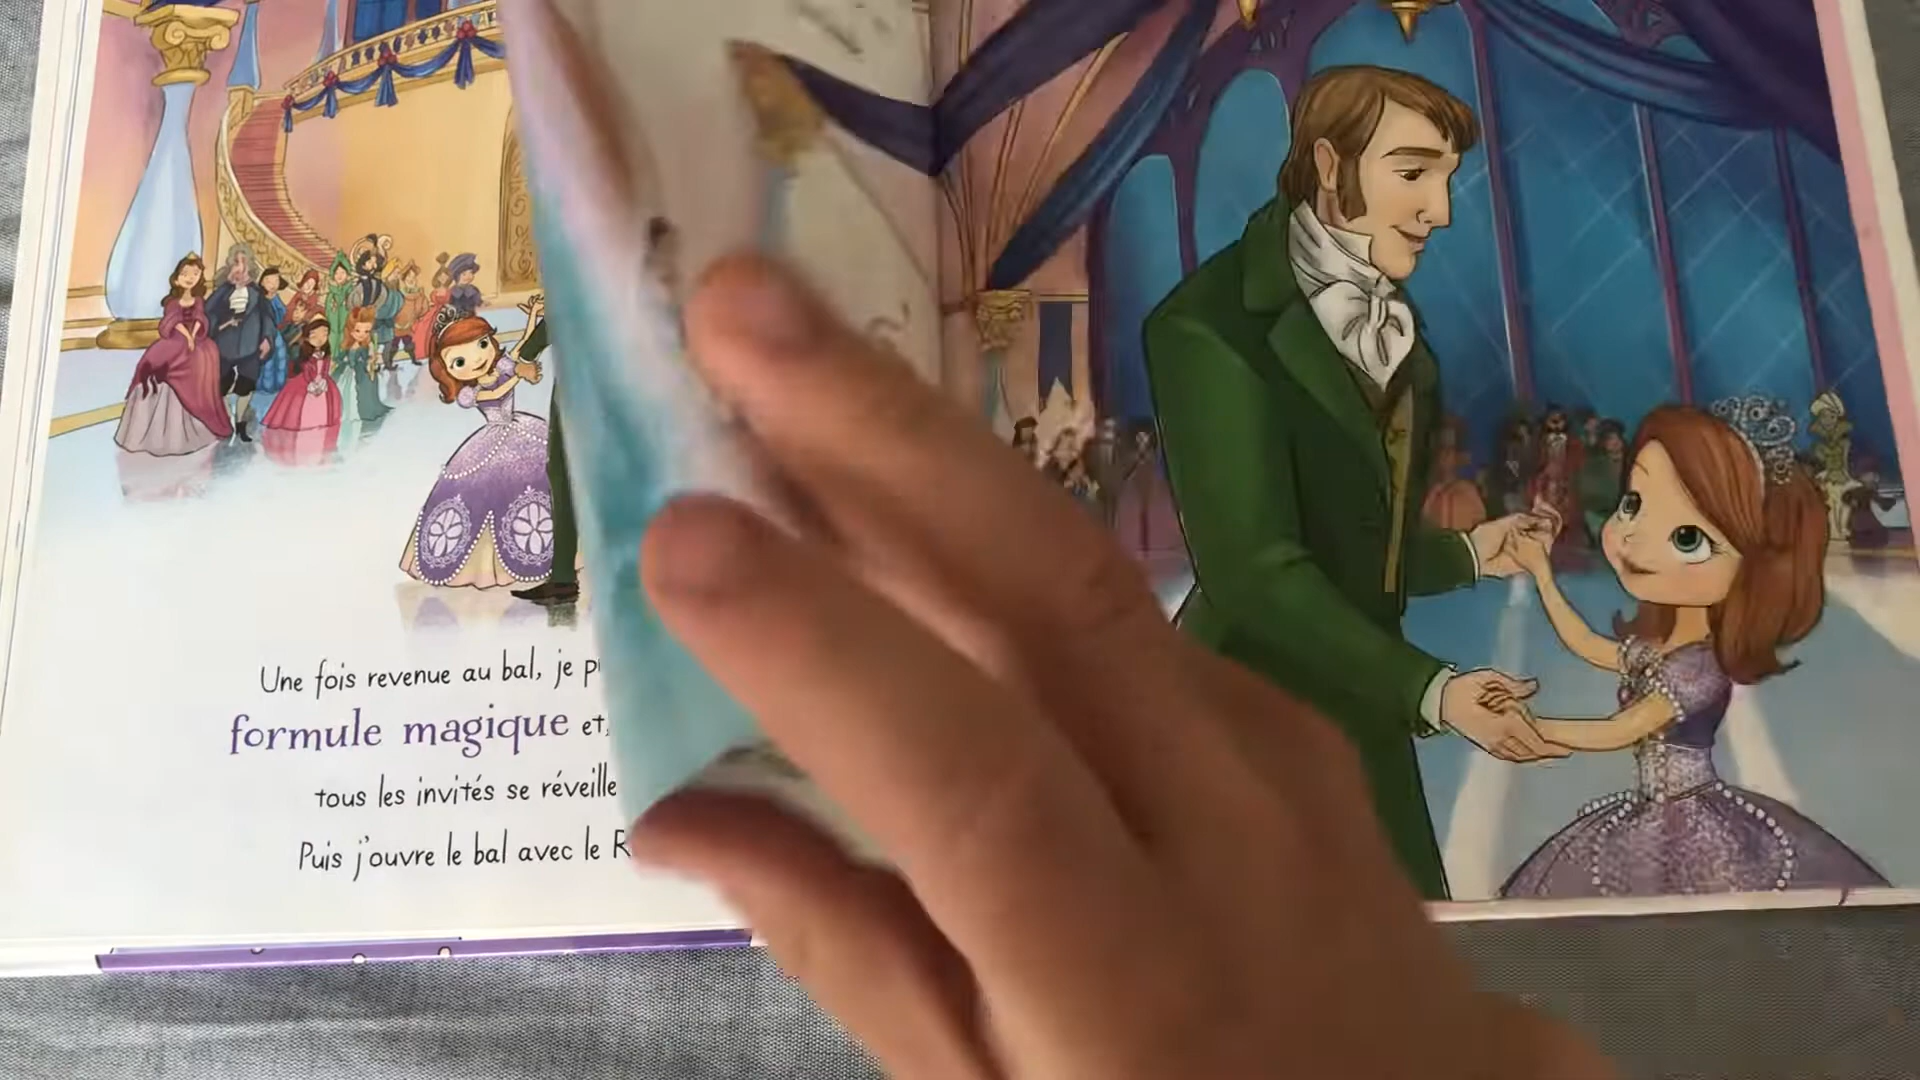 Une fois revenue au bal, je
formule magique et,
tous les invités se
Puis j'ouvre le bal avec le